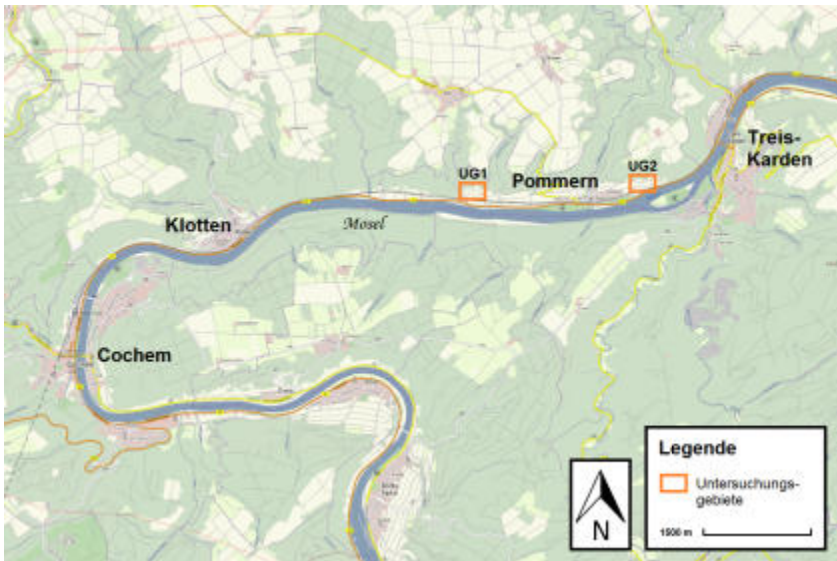 Treis-
Karden
UG1
UG2
Pommern
Klotten
Mosel
Cochem
Legende
Untersuchungs-
gebiete
1500 m
N